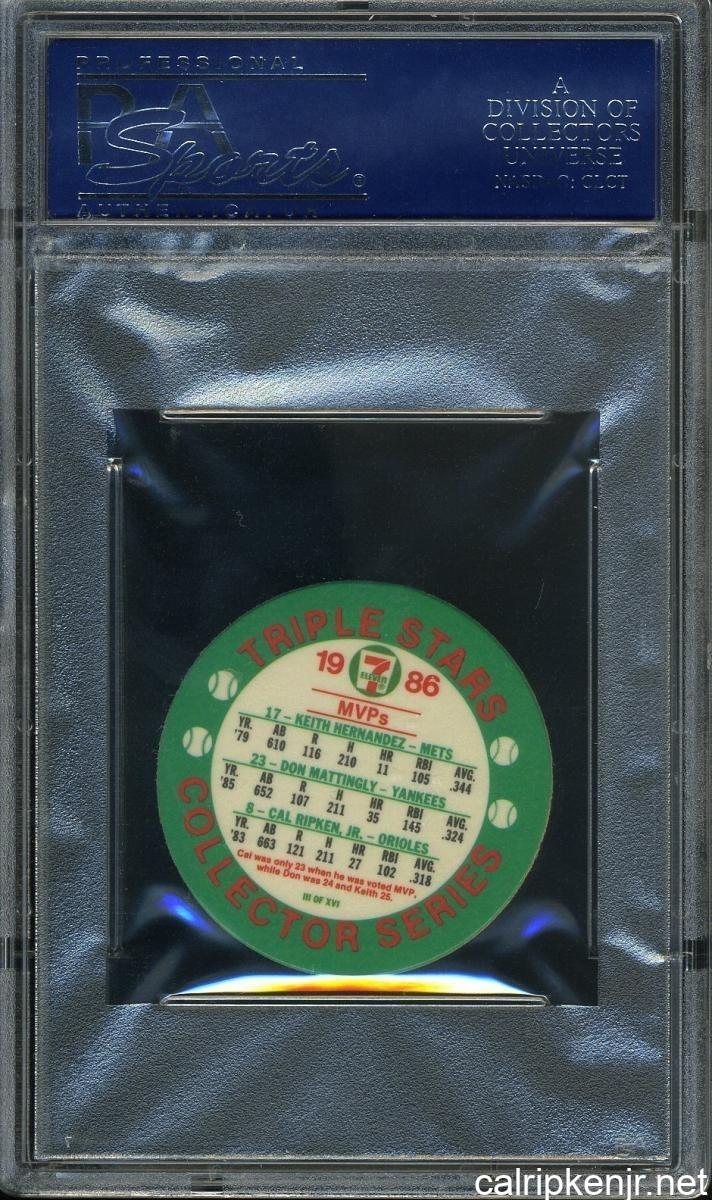 PROFESSIONAL
PSA
Sports®
AUTHENTICATOR
A
DIVISION OF
COLLECTORS
UNIVERSE
NASDAQ: CLCT
TRIPLE STARS
19 7 ELEVEN ® 86
MVPs
17 – KEITH HERNANDEZ – METS
YR. AB R H HR RBI AVG.
'79 610 116 210 11 105 .344
23 – DON MATTINGLY – YANKEES
YR. AB R H HR RBI AVG.
'85 652 107 211 35 145 .324
8 – CAL RIPKEN, JR. – ORIOLES
YR. AB R H HR RBI AVG.
'83 663 121 211 27 102 .318
Cal was only 23 when he was voted MVP,
while Don was 24 and Keith 25.
III OF XVI
COLLECTOR SERIES
calripkenjr.net